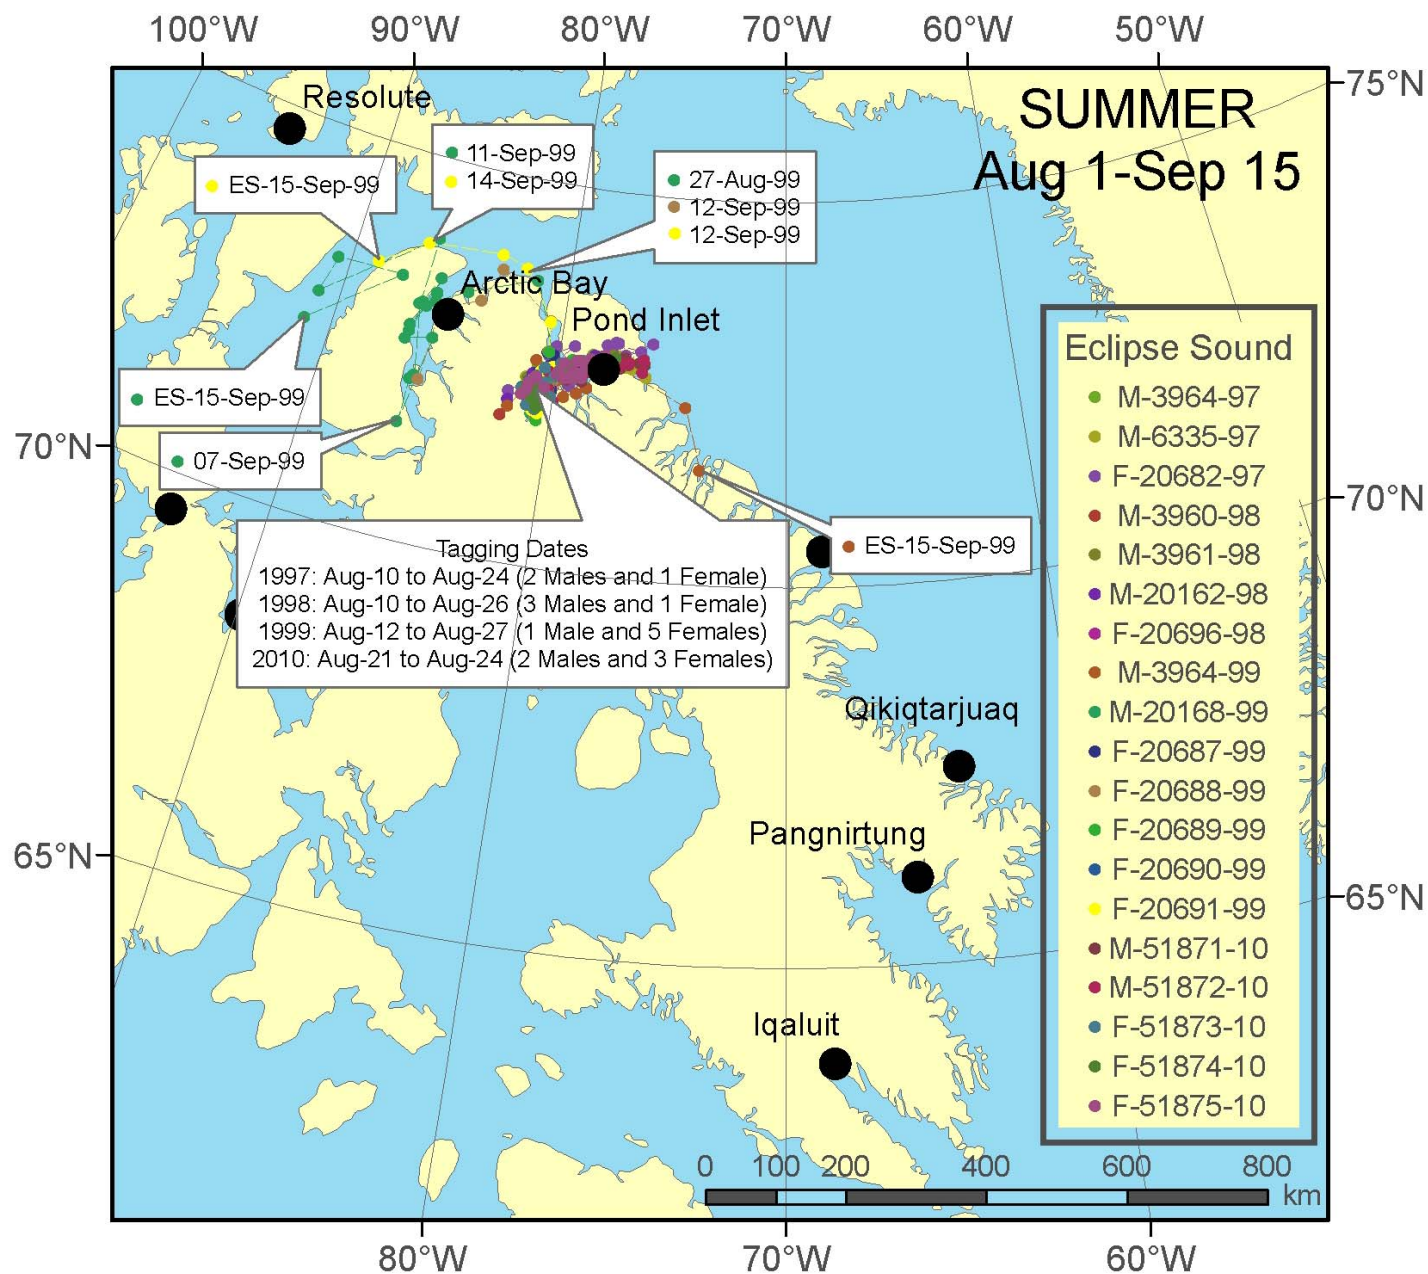 100°W 90°W 80°W 70°W 60°W 50°W
75°N
SUMMER
Aug 1-Sep 15
Resolute
11-Sep-99
14-Sep-99
ES-15-Sep-99
27-Aug-99
12-Sep-99
12-Sep-99
Arctic Bay
Pond Inlet
ES-15-Sep-99
07-Sep-99
70°N
70°N
ES-15-Sep-99
Tagging Dates
1997: Aug-10 to Aug-24 (2 Males and 1 Female)
1998: Aug-10 to Aug-26 (3 Males and 1 Female)
1999: Aug-12 to Aug-27 (1 Male and 5 Females)
2010: Aug-21 to Aug-24 (2 Males and 3 Females)
Qikiqtarjuaq
Pangnirtung
65°N
65°N
Iqaluit
Eclipse Sound
M-3964-97
M-6335-97
F-20682-97
M-3960-98
M-3961-98
M-20162-98
F-20696-98
M-3964-99
M-20168-99
F-20687-99
F-20688-99
F-20689-99
F-20690-99
F-20691-99
M-51871-10
M-51872-10
F-51873-10
F-51874-10
F-51875-10
0 100 200 400 600 800
km
80°W 70°W 60°W